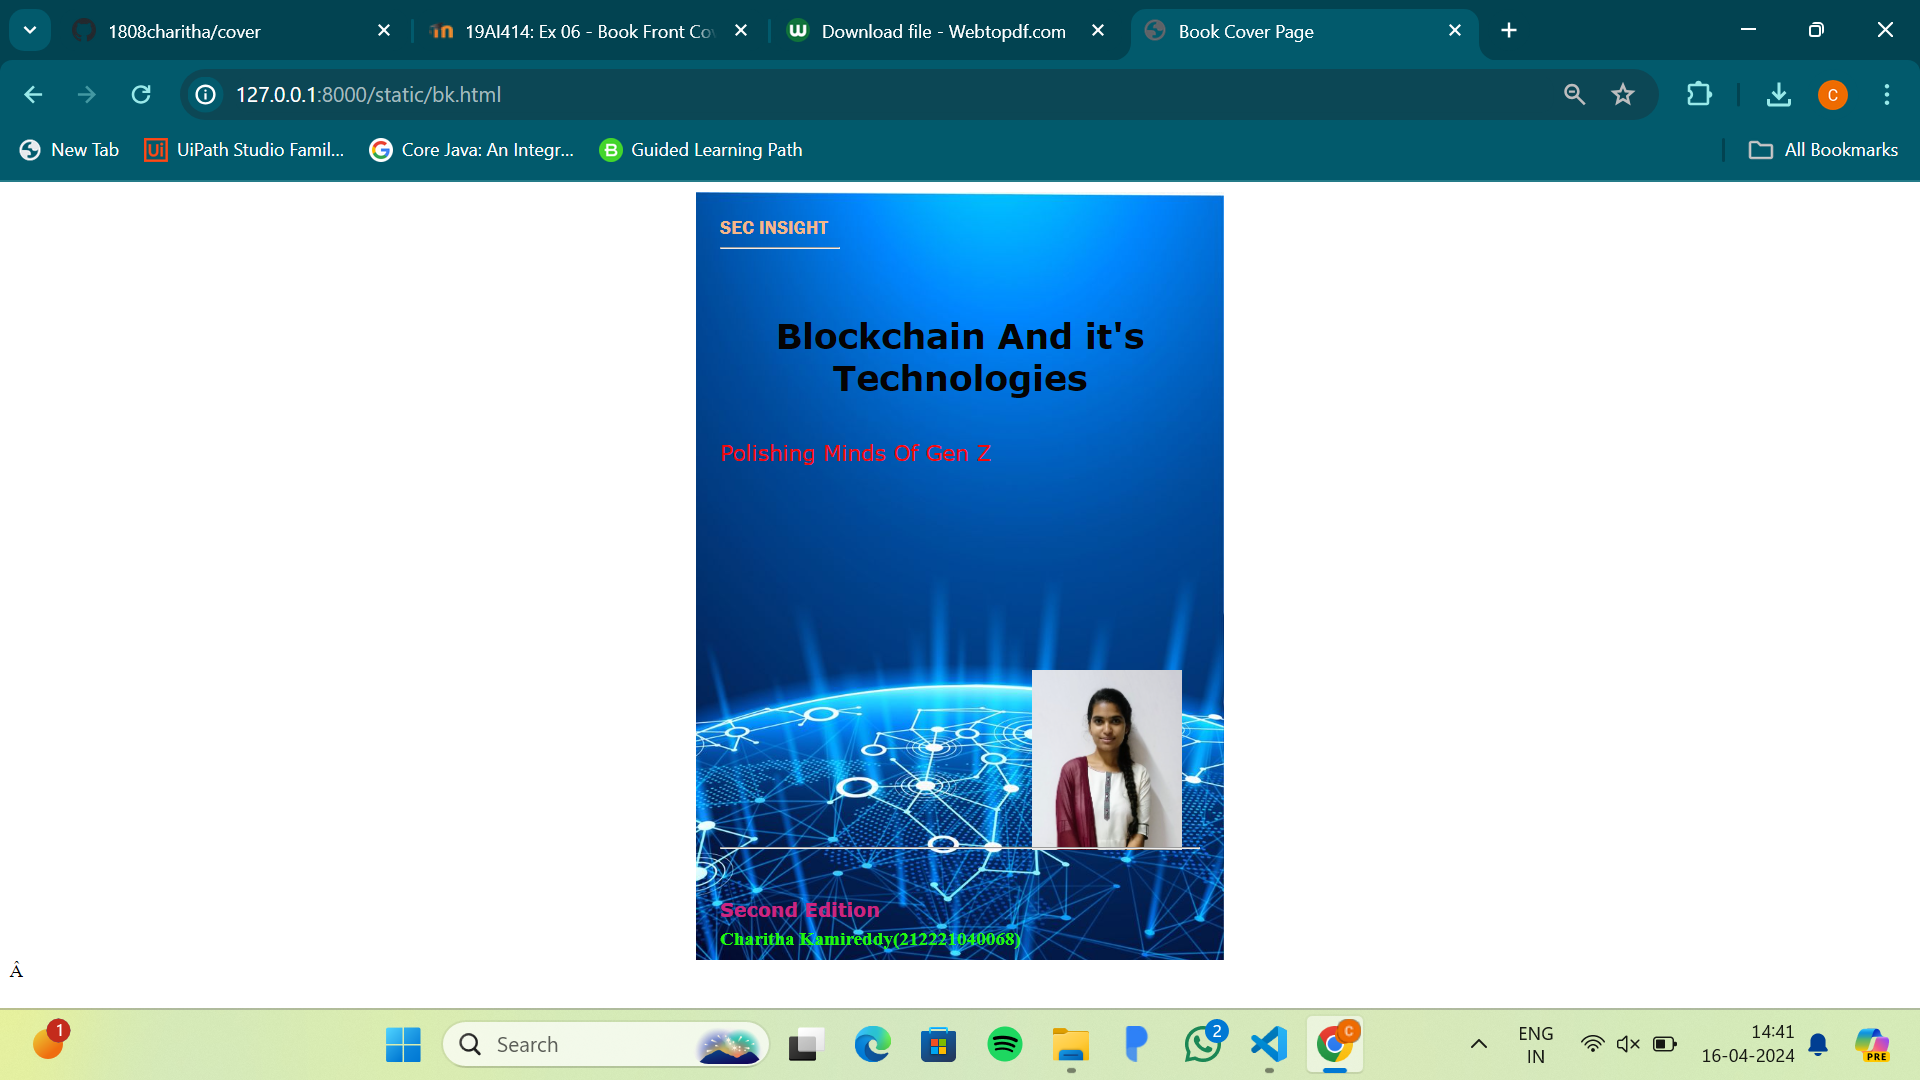 1808charitha/cover
19AI414: Ex 06 - Book Front Co
Download file - Webtopdf.com
Book Cover Page
127.0.0.1:8000/static/bk.html
C
New Tab
Ui
UiPath Studio Famil...
Core Java: An Integr...
B
Guided Learning Path
All Bookmarks
SEC INSIGHT
Blockchain And it's
Technologies
Polishing Minds Of Gen Z
Second Edition
Charitha Kamireddy(212221040068)
Â
1
Search
2
C
ENG
IN
14:41
16-04-2024
PRE